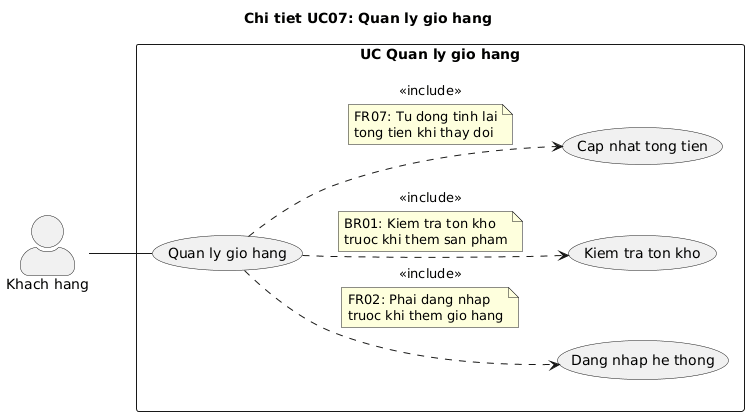 Chi tiet UC07: Quan ly gio hang
UC Quan ly gio hang
«include»
FR07: Tu dong tinh lai
tong tien khi thay doi
Cap nhat tong tien
«include»
BR01: Kiem tra ton kho
truoc khi them san pham
Quan ly gio hang
Kiem tra ton kho
Khach hang
«include»
FR02: Phai dang nhap
truoc khi them gio hang
Dang nhap he thong